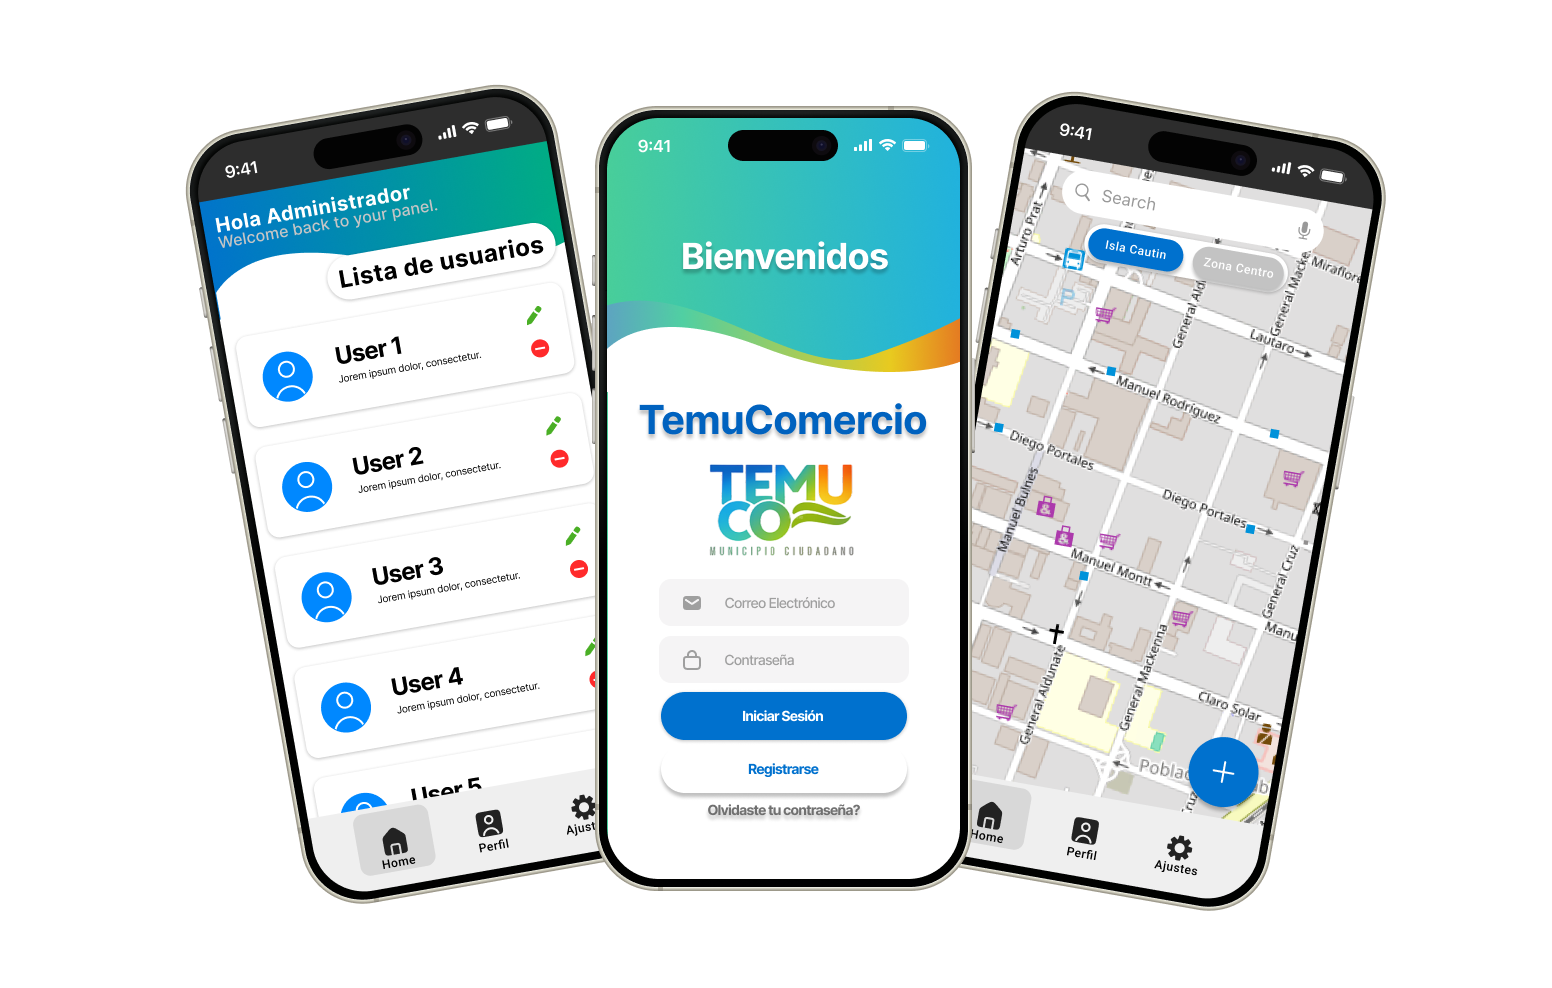 9:41
Hola Administrador
Welcome back to your panel.
Lista de usuarios
User 1
Jorem ipsum dolor, consectetur.
User 2
Jorem ipsum dolor, consectetur.
User 3
Jorem ipsum dolor, consectetur.
User 4
Jorem ipsum dolor, consectetur.
User 5
Home
Perfil
Ajust
9:41
Bienvenidos
TemuComercio
TEMU
CO
MUNICIPIO CIUDADANO
Correo Electrónico
Contraseña
Iniciar Sesión
Registrarse
Olvidaste tu contraseña?
9:41
Search
Isla Cautin
Zona Centro
Arturo Prat
Miraflore
P
General Ald
General Macke
Lautaro
Manuel Rodríguez
Diego Portales
Diego Portales
Manuel Bulnes
Manuel Montt
General Cruz
Manu
General Aldunate
General Mackenna
Claro Solar
Poblac
ruz
Home
Perfil
Ajustes